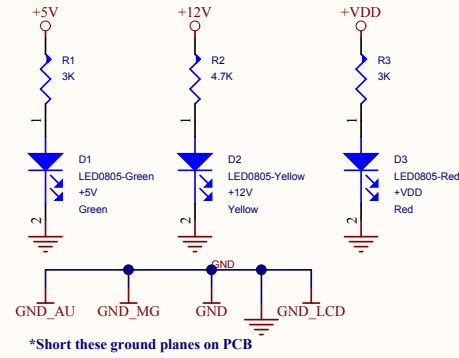 +5V +12V +VDD
R1 R2 R3
3K 4.7K 3K
1 1 1
D1 D2 D3
LED0805-Green LED0805-Yellow LED0805-Red
+5V +12V +VDD
Green Yellow Red
2 2 2
GND
GND_AU GND_MG GND GND_LCD
*Short these ground planes on PCB